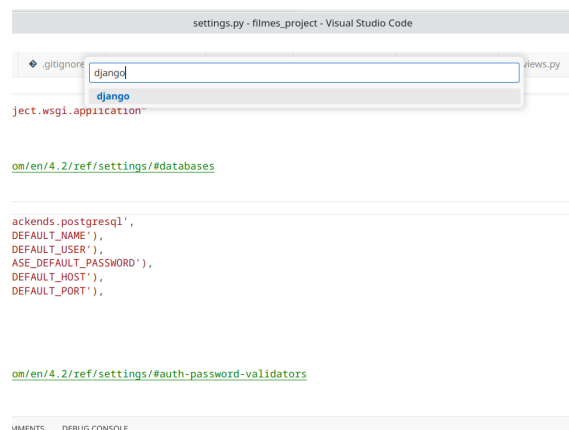 settings.py - filmes_project - Visual Studio Code
.gitignore
views.py
django
django
ject.wsgi.application"
om/en/4.2/ref/settings/#databases
ackends.postgresql',
DEFAULT_NAME'),
DEFAULT_USER'),
ASE_DEFAULT_PASSWORD'),
DEFAULT_HOST'),
DEFAULT_PORT'),
om/en/4.2/ref/settings/#auth-password-validators
MMENTS DEBUG CONSOLE